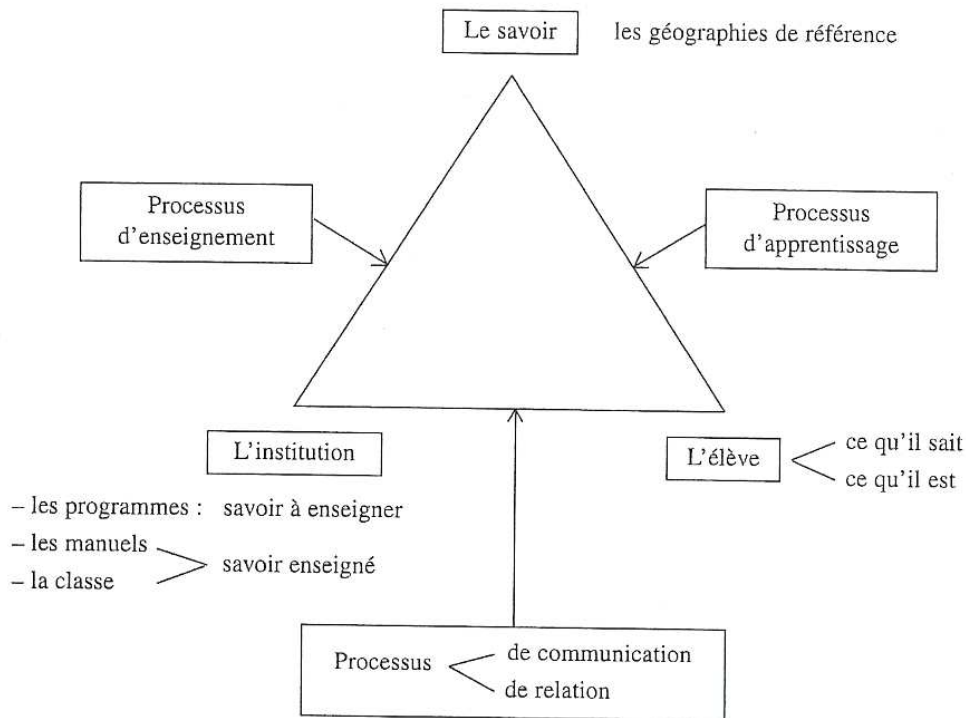 Le savoir
les géographies de référence
Processus
d'enseignement
Processus
d'apprentissage
L'institution
L'élève
ce qu'il sait
ce qu'il est
– les programmes : savoir à enseigner
– les manuels
– la classe
savoir enseigné
Processus
de communication
de relation